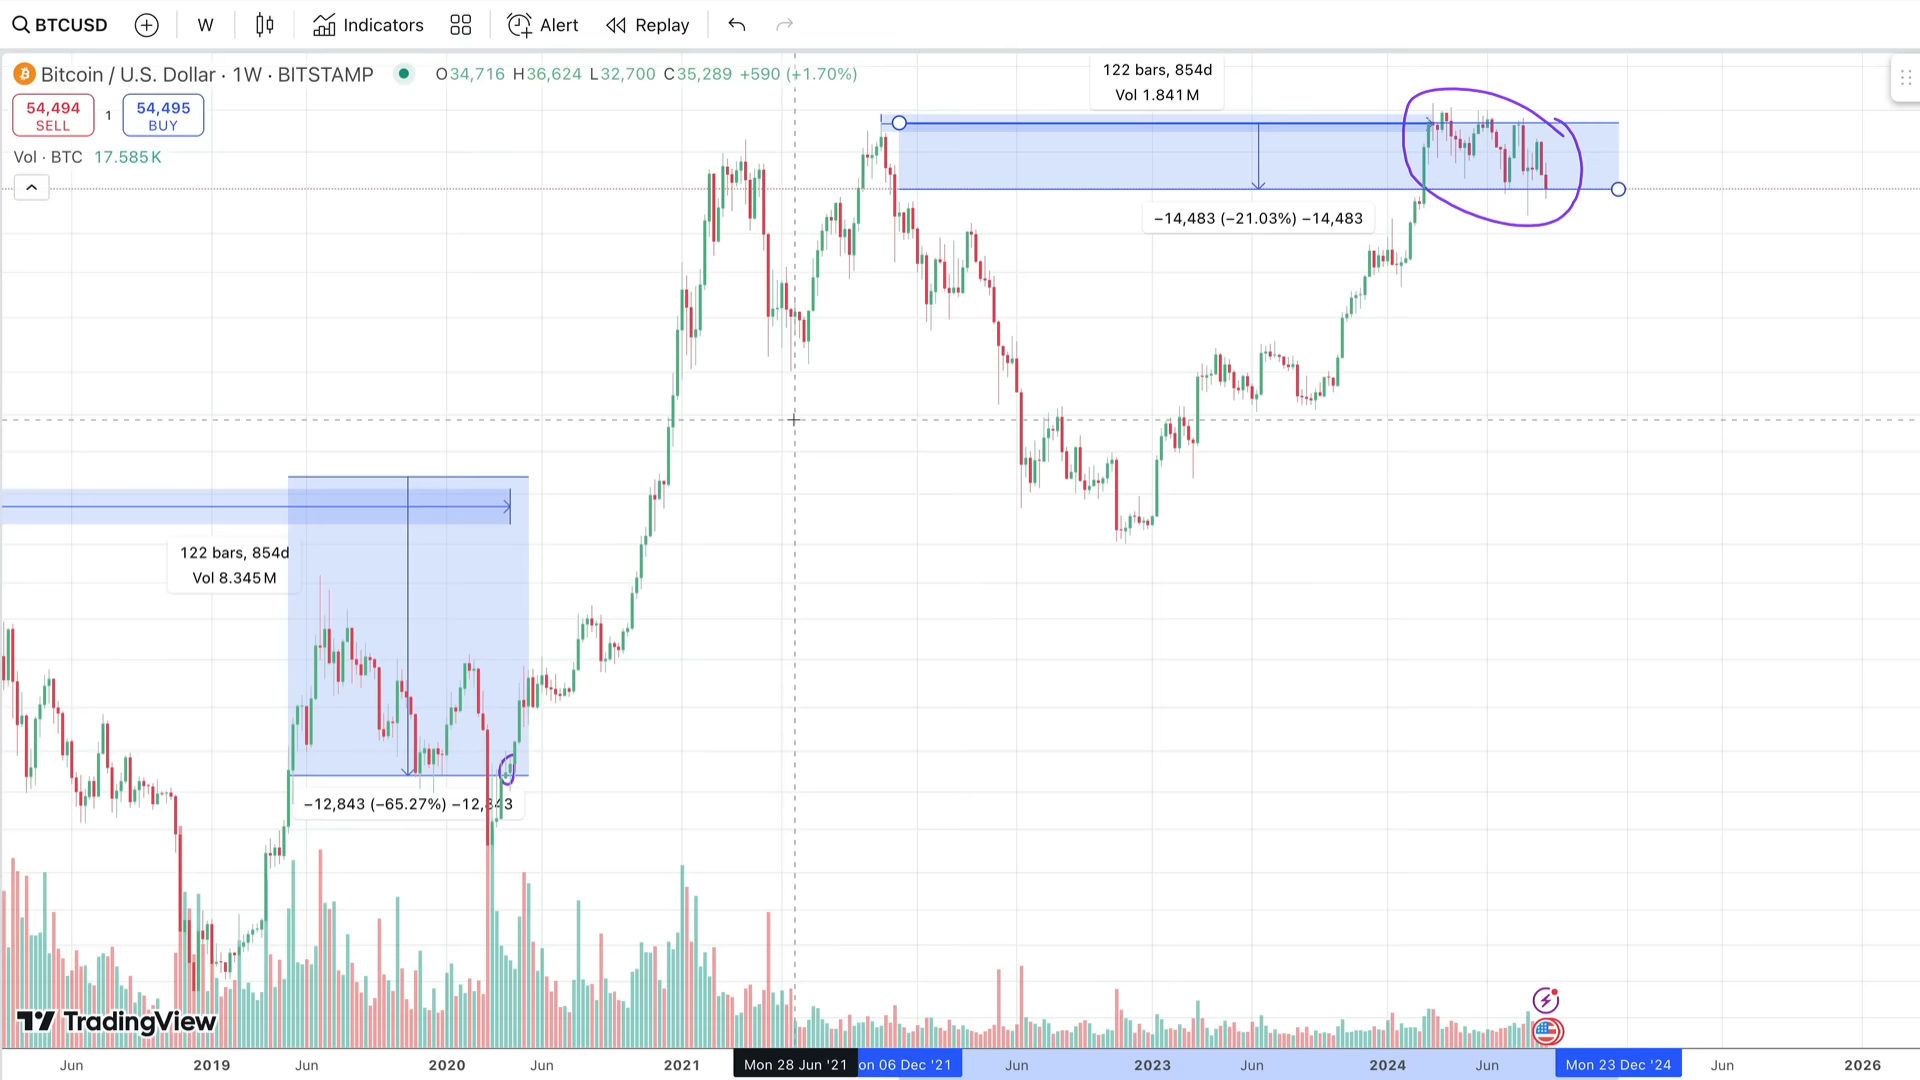 BTCUSD W Indicators Alert Replay
Bitcoin / U.S. Dollar · 1W · BITSTAMP O34,716 H36,624 L32,700 C35,289 +590 (+1.70%)
54,494 SELL
1
54,495 BUY
Vol · BTC 17.585K
122 bars, 854d
Vol 1.841M
−14,483 (−21.03%) −14,483
122 bars, 854d
Vol 8.345M
−12,843 (−65.27%) −12,843
TradingView
Jun 2019 Jun 2020 Jun 2021 Mon 28 Jun '21 on 06 Dec '21 Jun 2023 Jun 2024 Jun Mon 23 Dec '24 Jun 2026